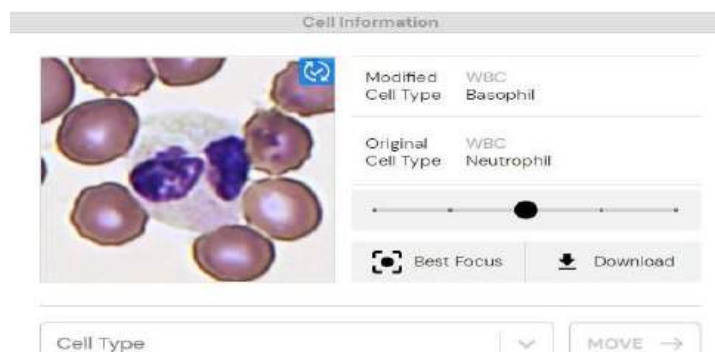 Cell Information
Modified Cell Type WBC Basophil
Original Cell Type WBC Neutrophil
Best Focus
Download
Cell Type
MOVE